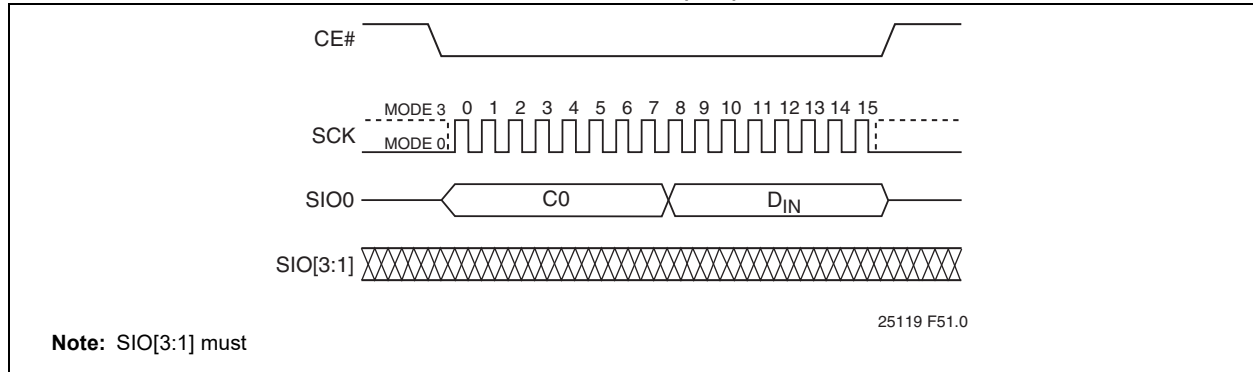 CE#
MODE 3 0 1 2 3 4 5 6 7 8 9 10 11 12 13 14 15
SCK
MODE 0
SIO0 C0 DIN
SIO[3:1]
25119 F51.0
Note: SIO[3:1] must